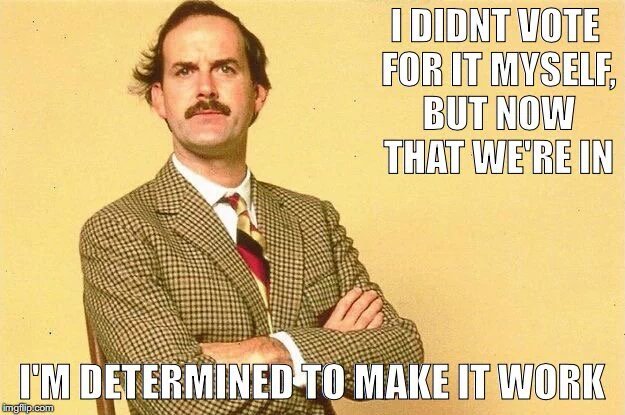 I DIDNT VOTE
FOR IT MYSELF,
BUT NOW
THAT WE'RE IN
I'M DETERMINED TO MAKE IT WORK
imgflip.com